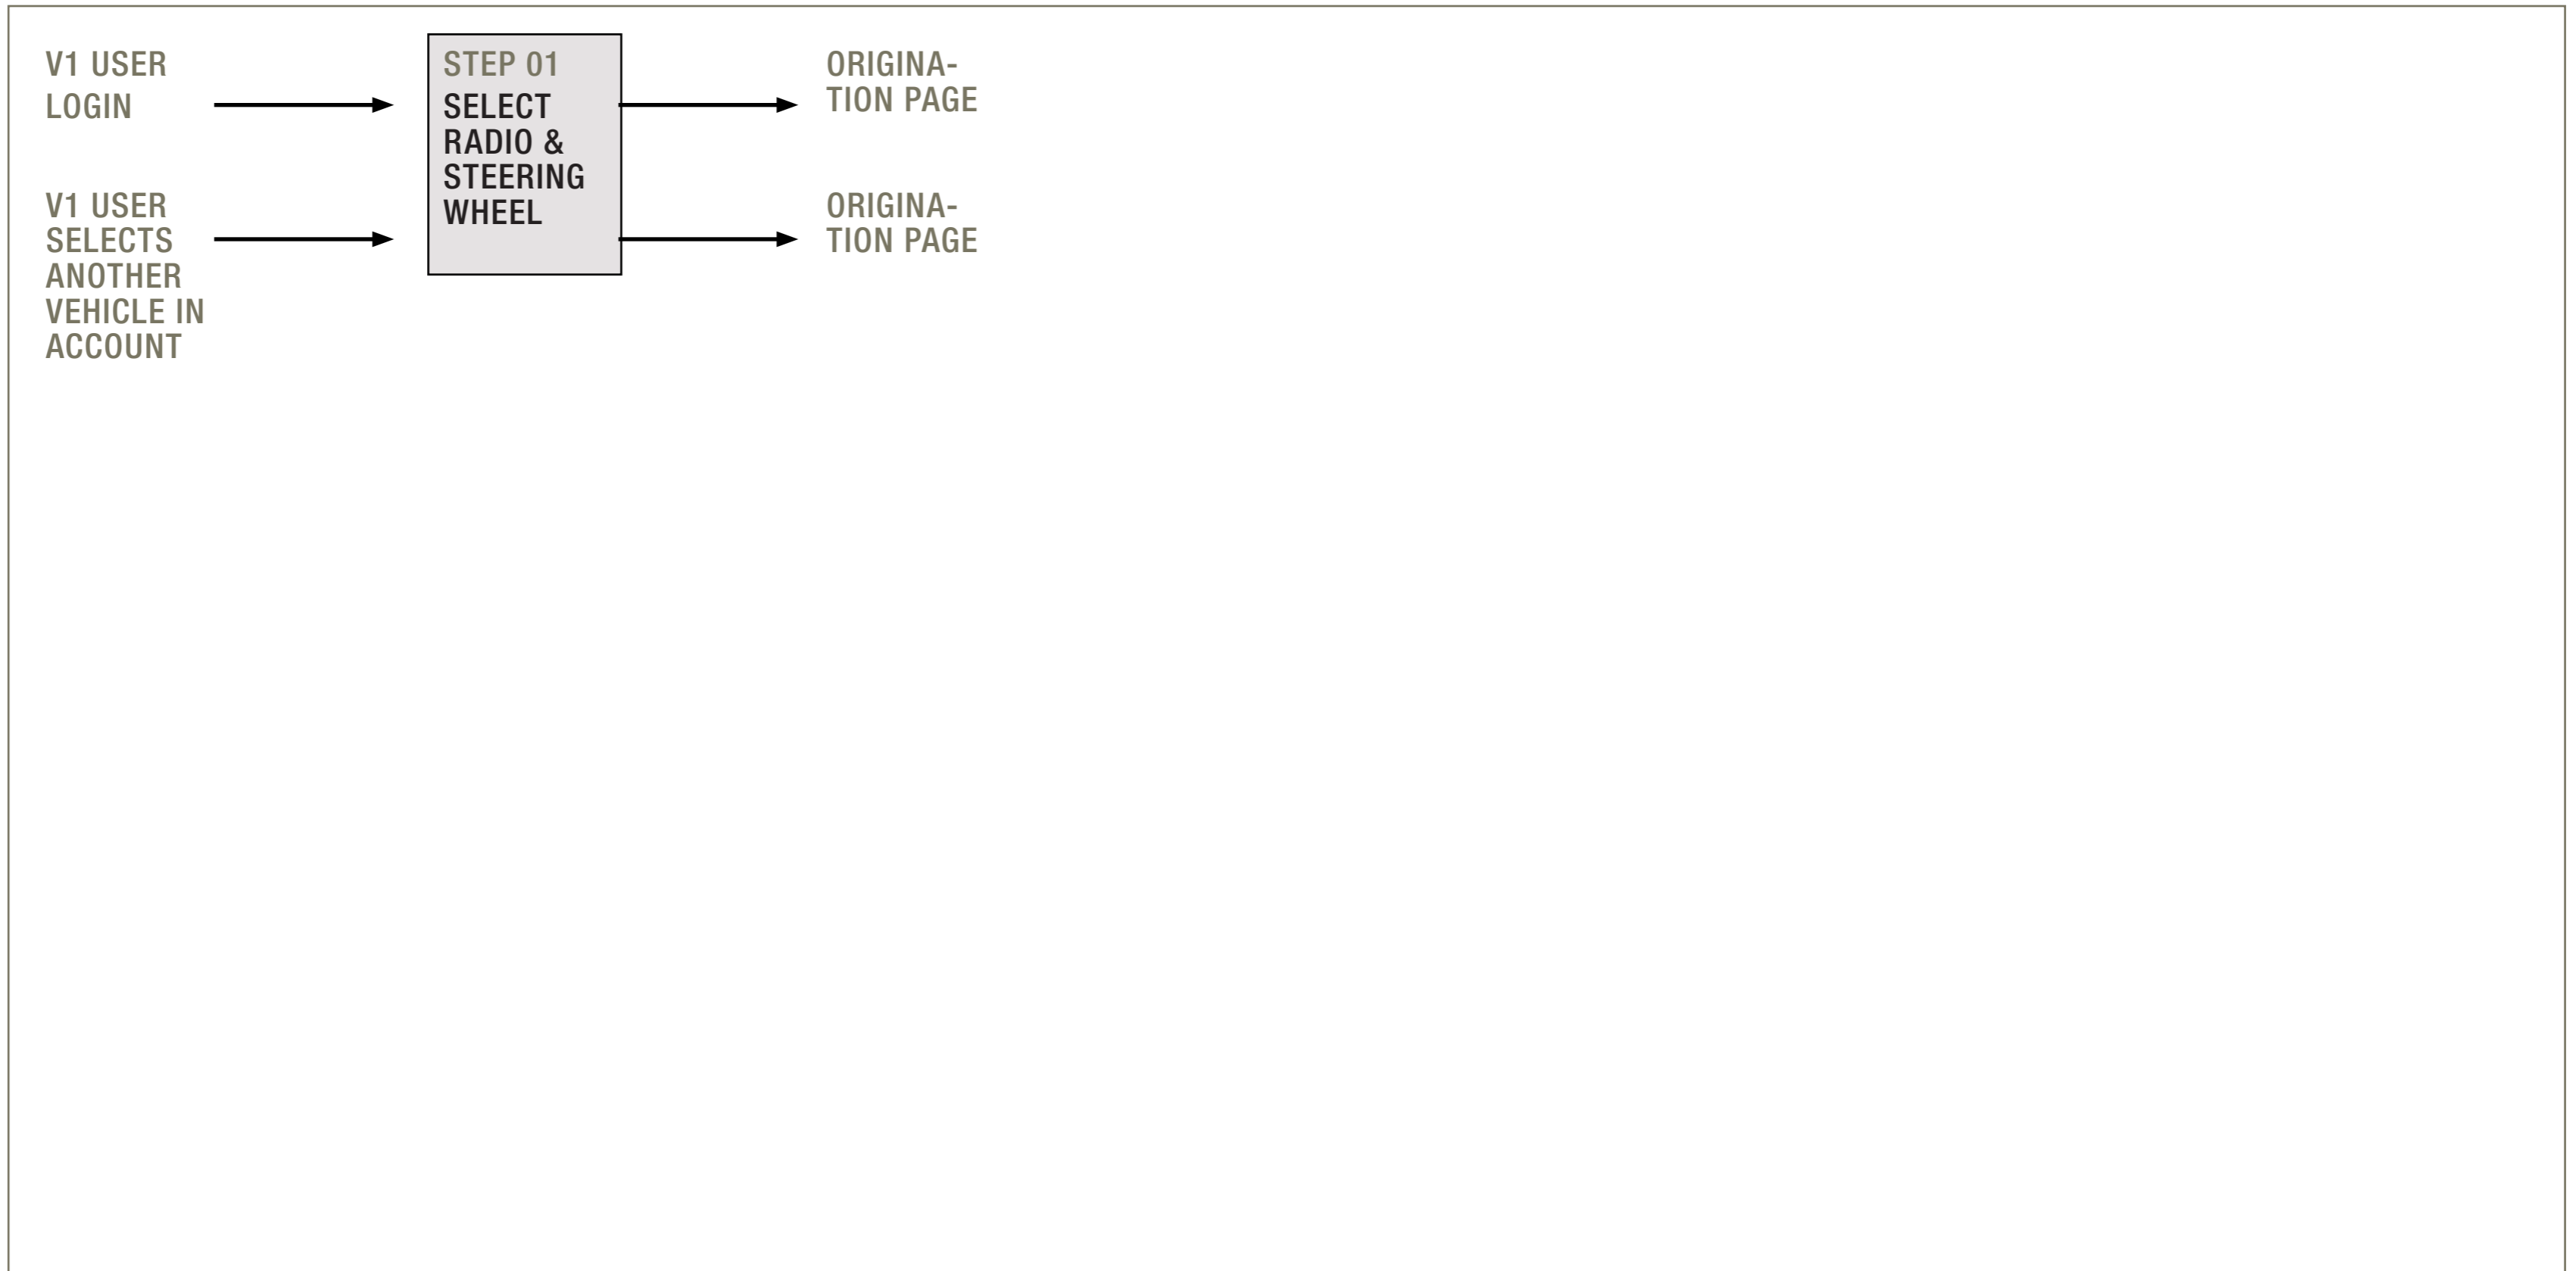 V1 USER
LOGIN
STEP 01
SELECT
RADIO &
STEERING
WHEEL
ORIGINA-
TION PAGE
V1 USER
SELECTS
ANOTHER
VEHICLE IN
ACCOUNT
ORIGINA-
TION PAGE